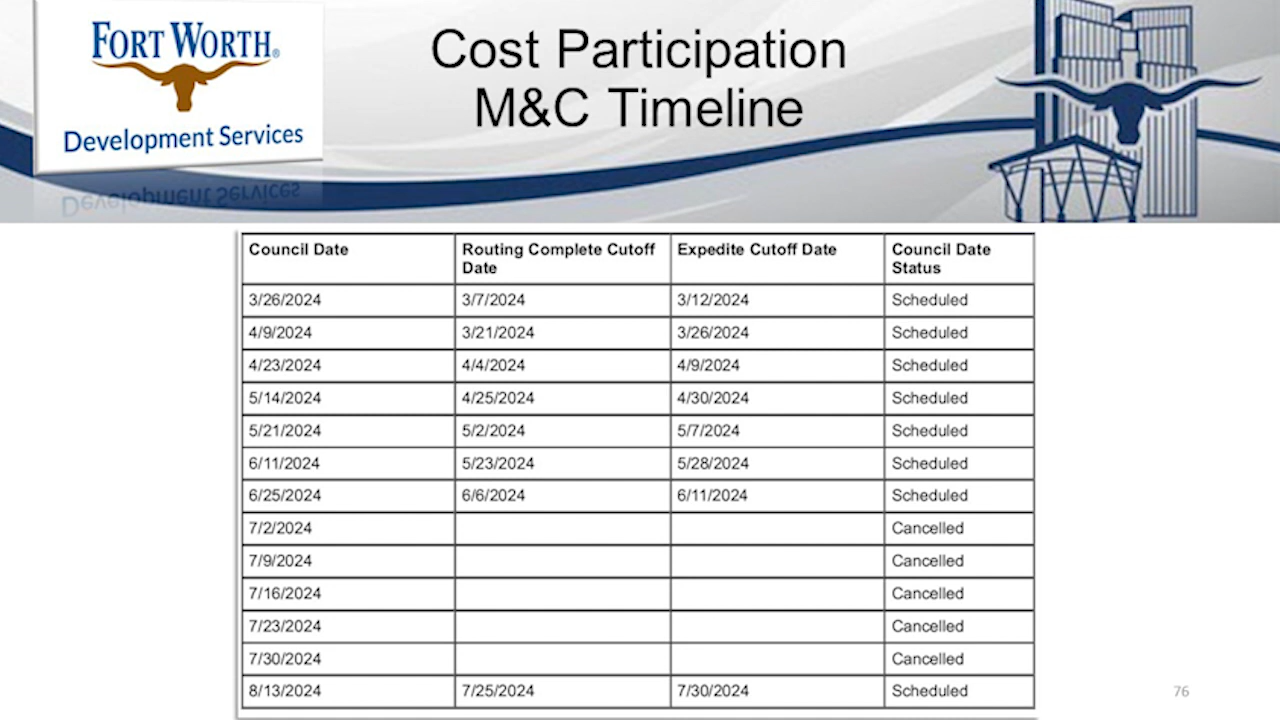 FORT WORTH®
Development Services
Cost Participation
M&C Timeline
Council Date Routing Complete Cutoff Date Expedite Cutoff Date Council Date Status
3/26/2024 3/7/2024 3/12/2024 Scheduled
4/9/2024 3/21/2024 3/26/2024 Scheduled
4/23/2024 4/4/2024 4/9/2024 Scheduled
5/14/2024 4/25/2024 4/30/2024 Scheduled
5/21/2024 5/2/2024 5/7/2024 Scheduled
6/11/2024 5/23/2024 5/28/2024 Scheduled
6/25/2024 6/6/2024 6/11/2024 Scheduled
7/2/2024 Cancelled
7/9/2024 Cancelled
7/16/2024 Cancelled
7/23/2024 Cancelled
7/30/2024 Cancelled
8/13/2024 7/25/2024 7/30/2024 Scheduled
76